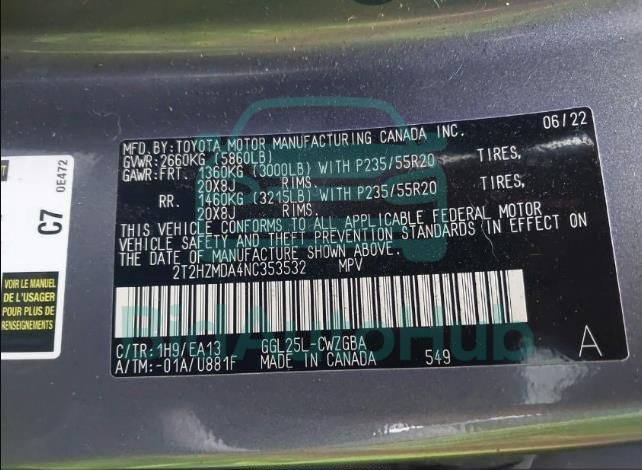 MFD.BY:TOYOTA MOTOR MANUFACTURING CANADA INC. 06/22
GVWR:2660KG (5860LB)
GAWR:FRT. 1360KG (3000LB) WITH P235/55R20 TIRES,
20X8J RIMS.
RR. 1460KG (3215LB) WITH P235/55R20 TIRES,
20X8J RIMS.
THIS VEHICLE CONFORMS TO ALL APPLICABLE FEDERAL MOTOR
VEHICLE SAFETY AND THEFT PREVENTION STANDARDS IN EFFECT ON
THE DATE OF MANUFACTURE SHOWN ABOVE.
2T2HZMDA4NC353532 MPV
C/TR:1H9/EA13 GGL25L-CWZGBA A
A/TM:-01A/U881F MADE IN CANADA 549
0E472
C7
VOIR LE MANUEL
DE L'USAGER
POUR PLUS DE
RENSEIGNEMENTS
BidAutoHub